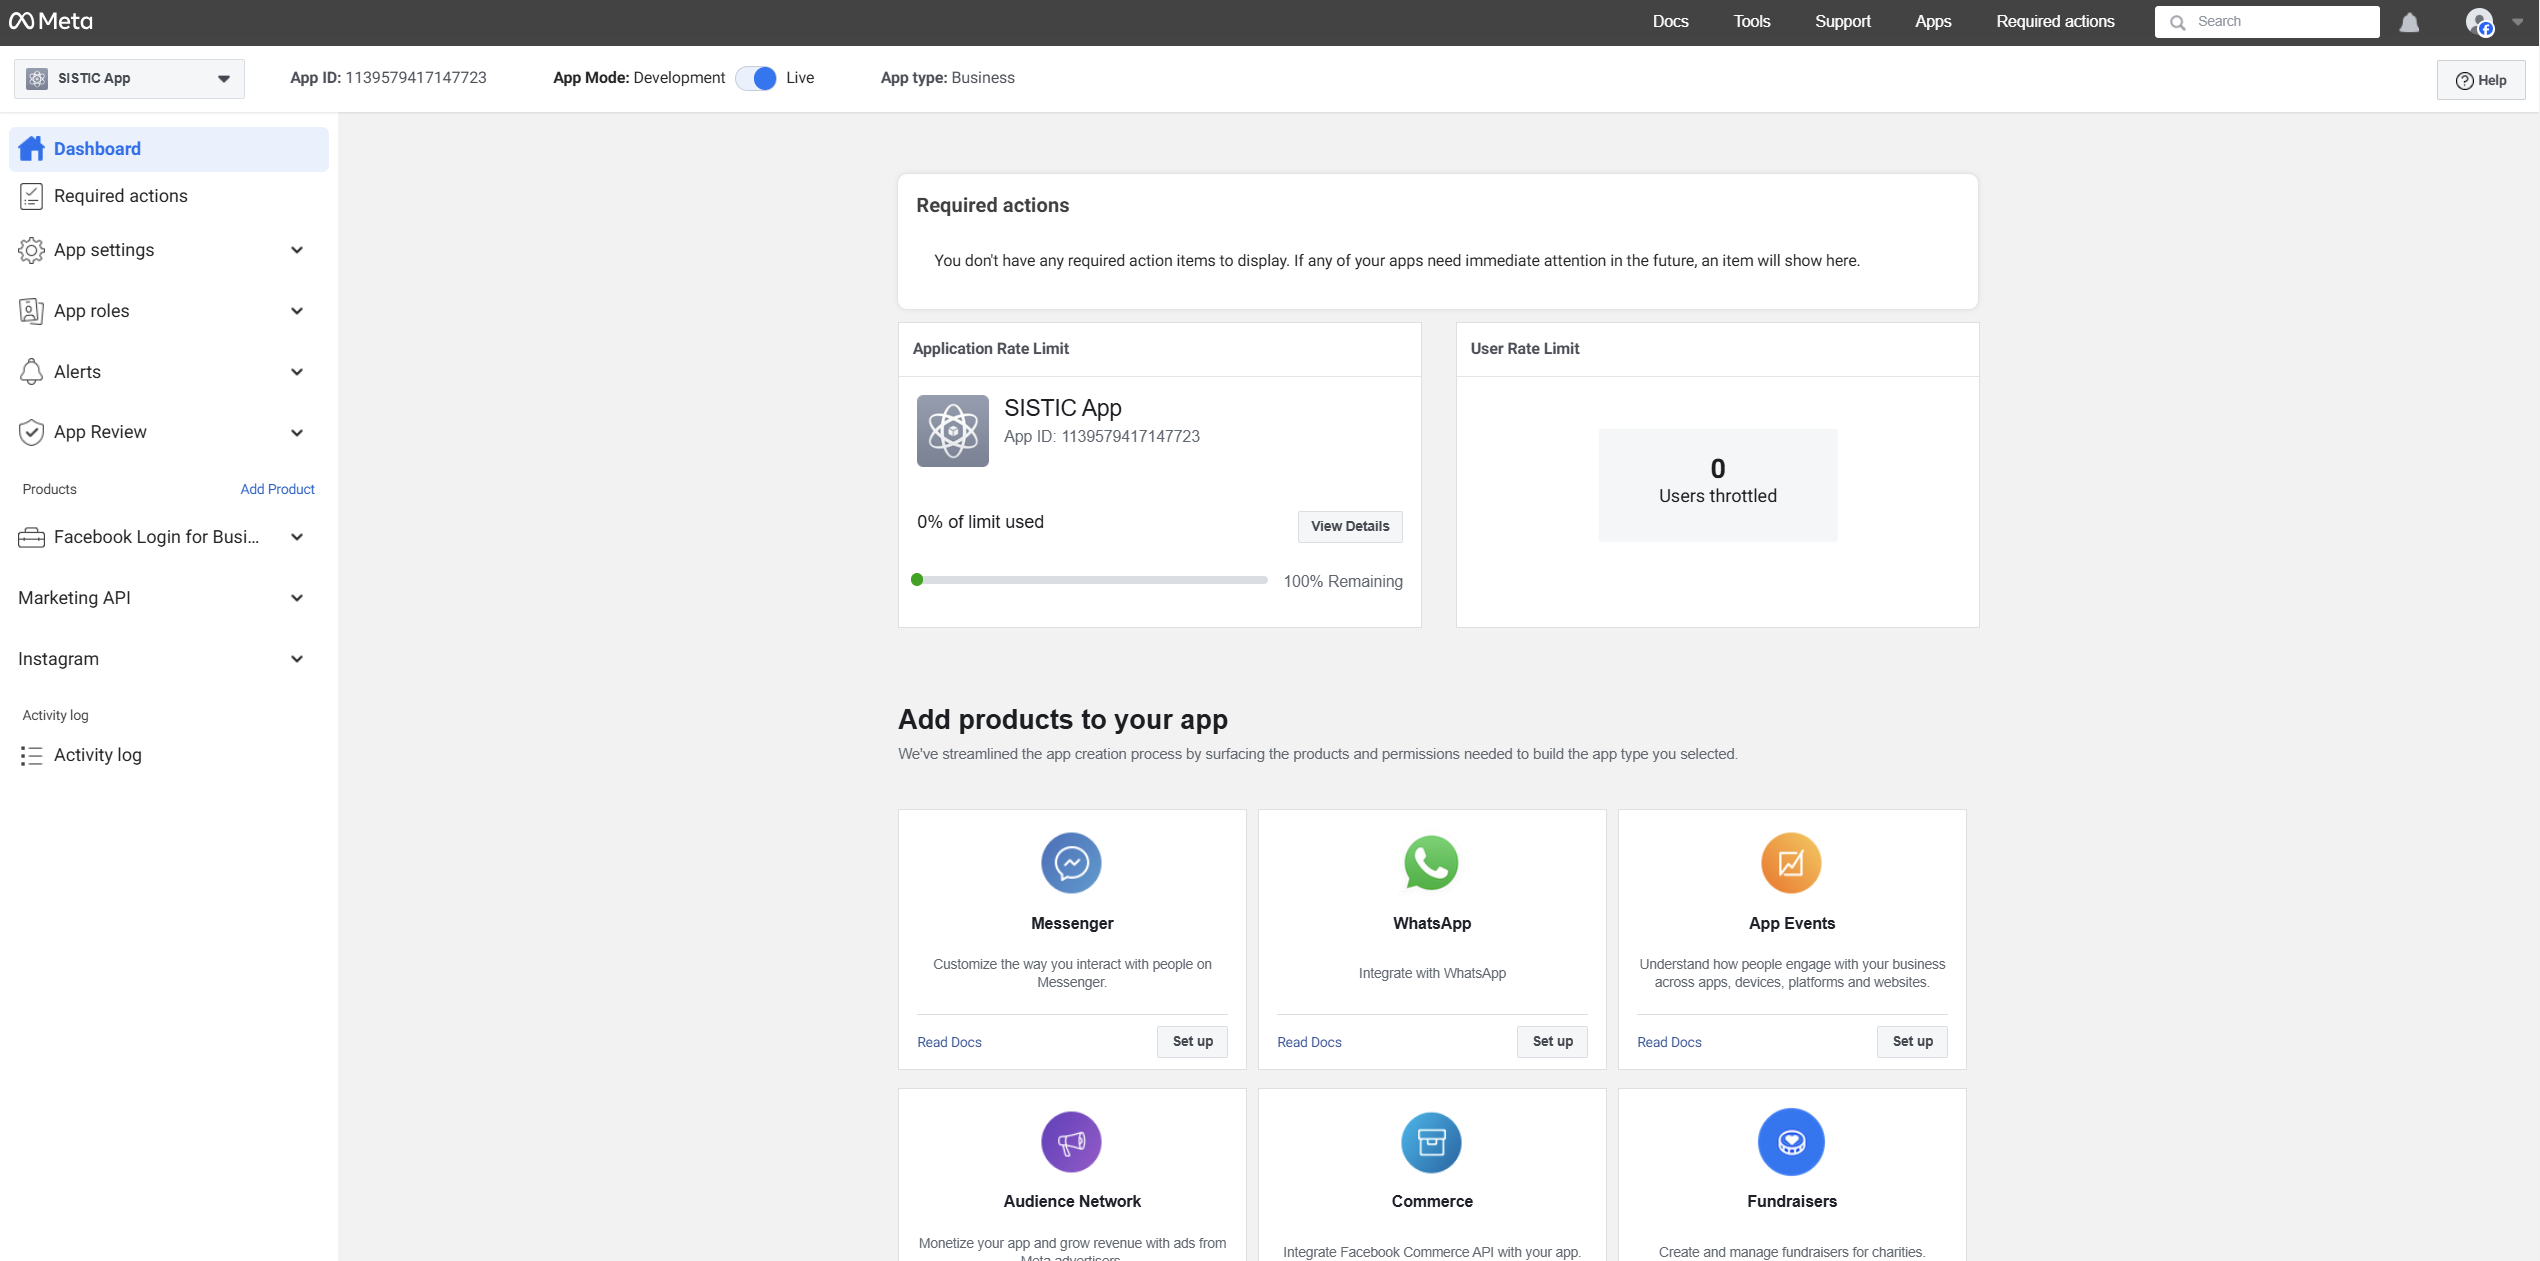 Meta
Docs
Tools
Support
Apps
Required actions
Search
SISTIC App
App ID: 1139579417147723
App Mode: Development
Live
App type: Business
Help
Dashboard
Required actions
App settings
App roles
Alerts
App Review
Products
Add Product
Facebook Login for Busi...
Marketing API
Instagram
Activity log
Activity log
Required actions
You don't have any required action items to display. If any of your apps need immediate attention in the future, an item will show here.
Application Rate Limit
SISTIC App
App ID: 1139579417147723
0% of limit used
View Details
100% Remaining
User Rate Limit
0
Users throttled
Add products to your app
We've streamlined the app creation process by surfacing the products and permissions needed to build the app type you selected.
Messenger
Customize the way you interact with people on
Messenger.
Read Docs
Set up
WhatsApp
Integrate with WhatsApp
Read Docs
Set up
App Events
Understand how people engage with your business
across apps, devices, platforms and websites.
Read Docs
Set up
Audience Network
Monetize your app and grow revenue with ads from
Meta advertisers.
Commerce
Integrate Facebook Commerce API with your app.
Fundraisers
Create and manage fundraisers for charities.